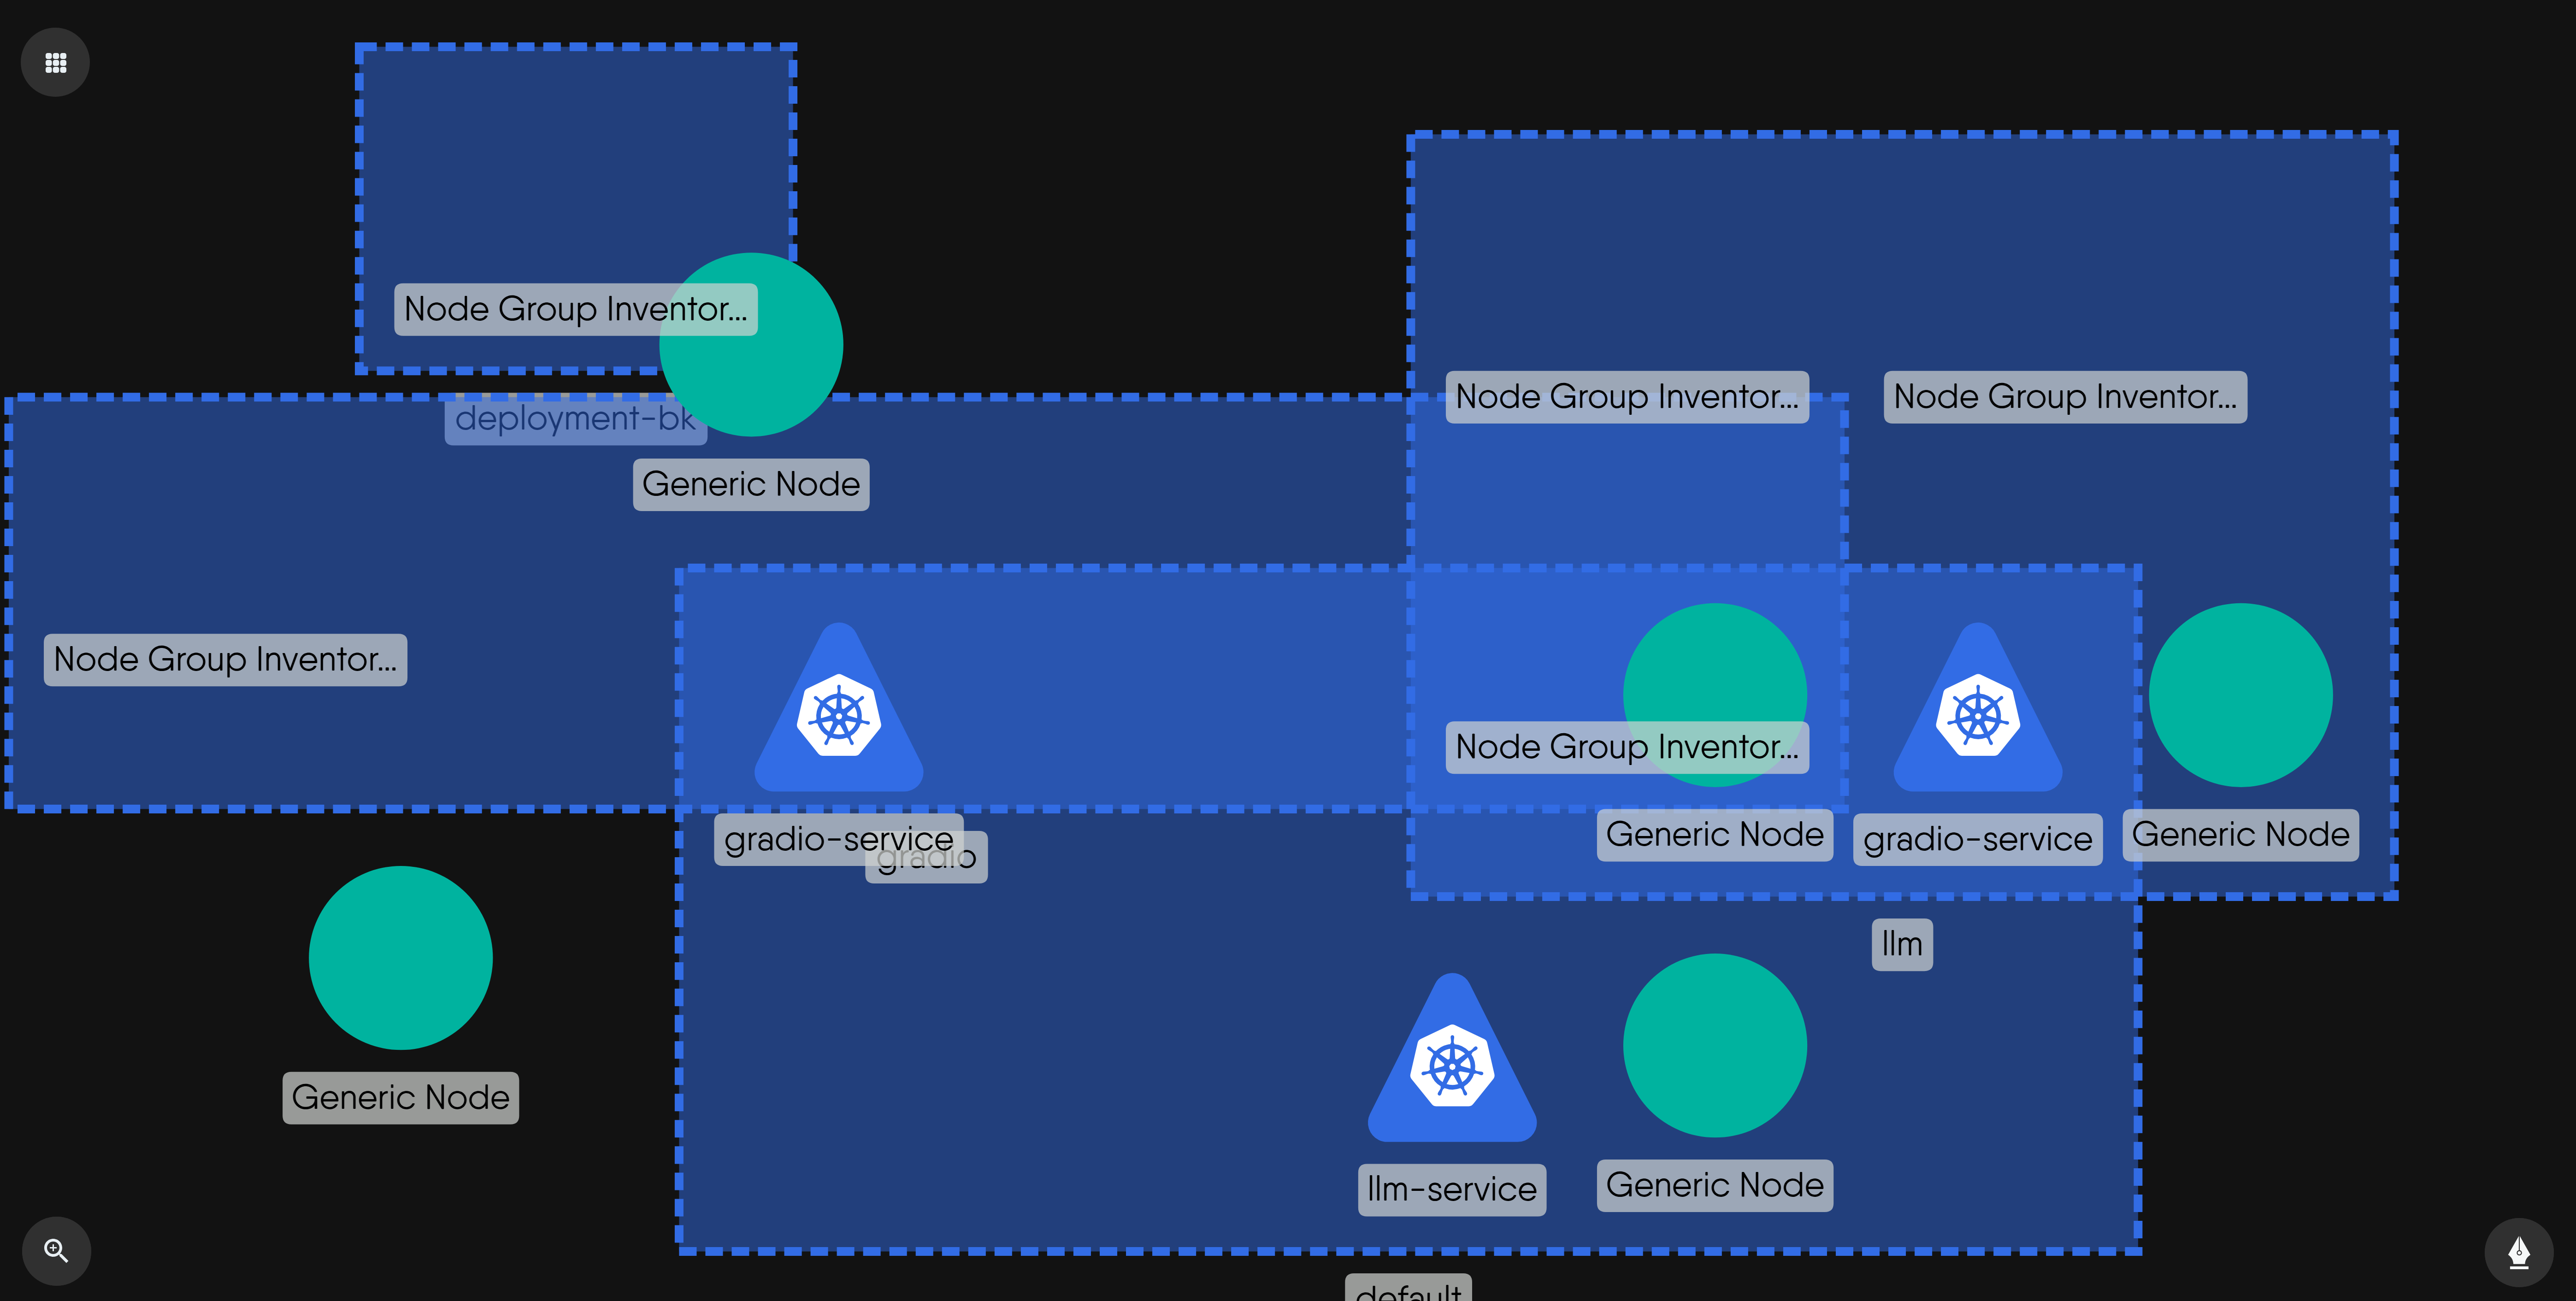 Node Group Inventor...
deployment-bk
Generic Node
Node Group Inventor...
Node Group Inventor...
Node Group Inventor...
Node Group Inventor...
gradio-service
gradio
Generic Node
gradio-service
Generic Node
llm
Generic Node
llm-service
Generic Node
default